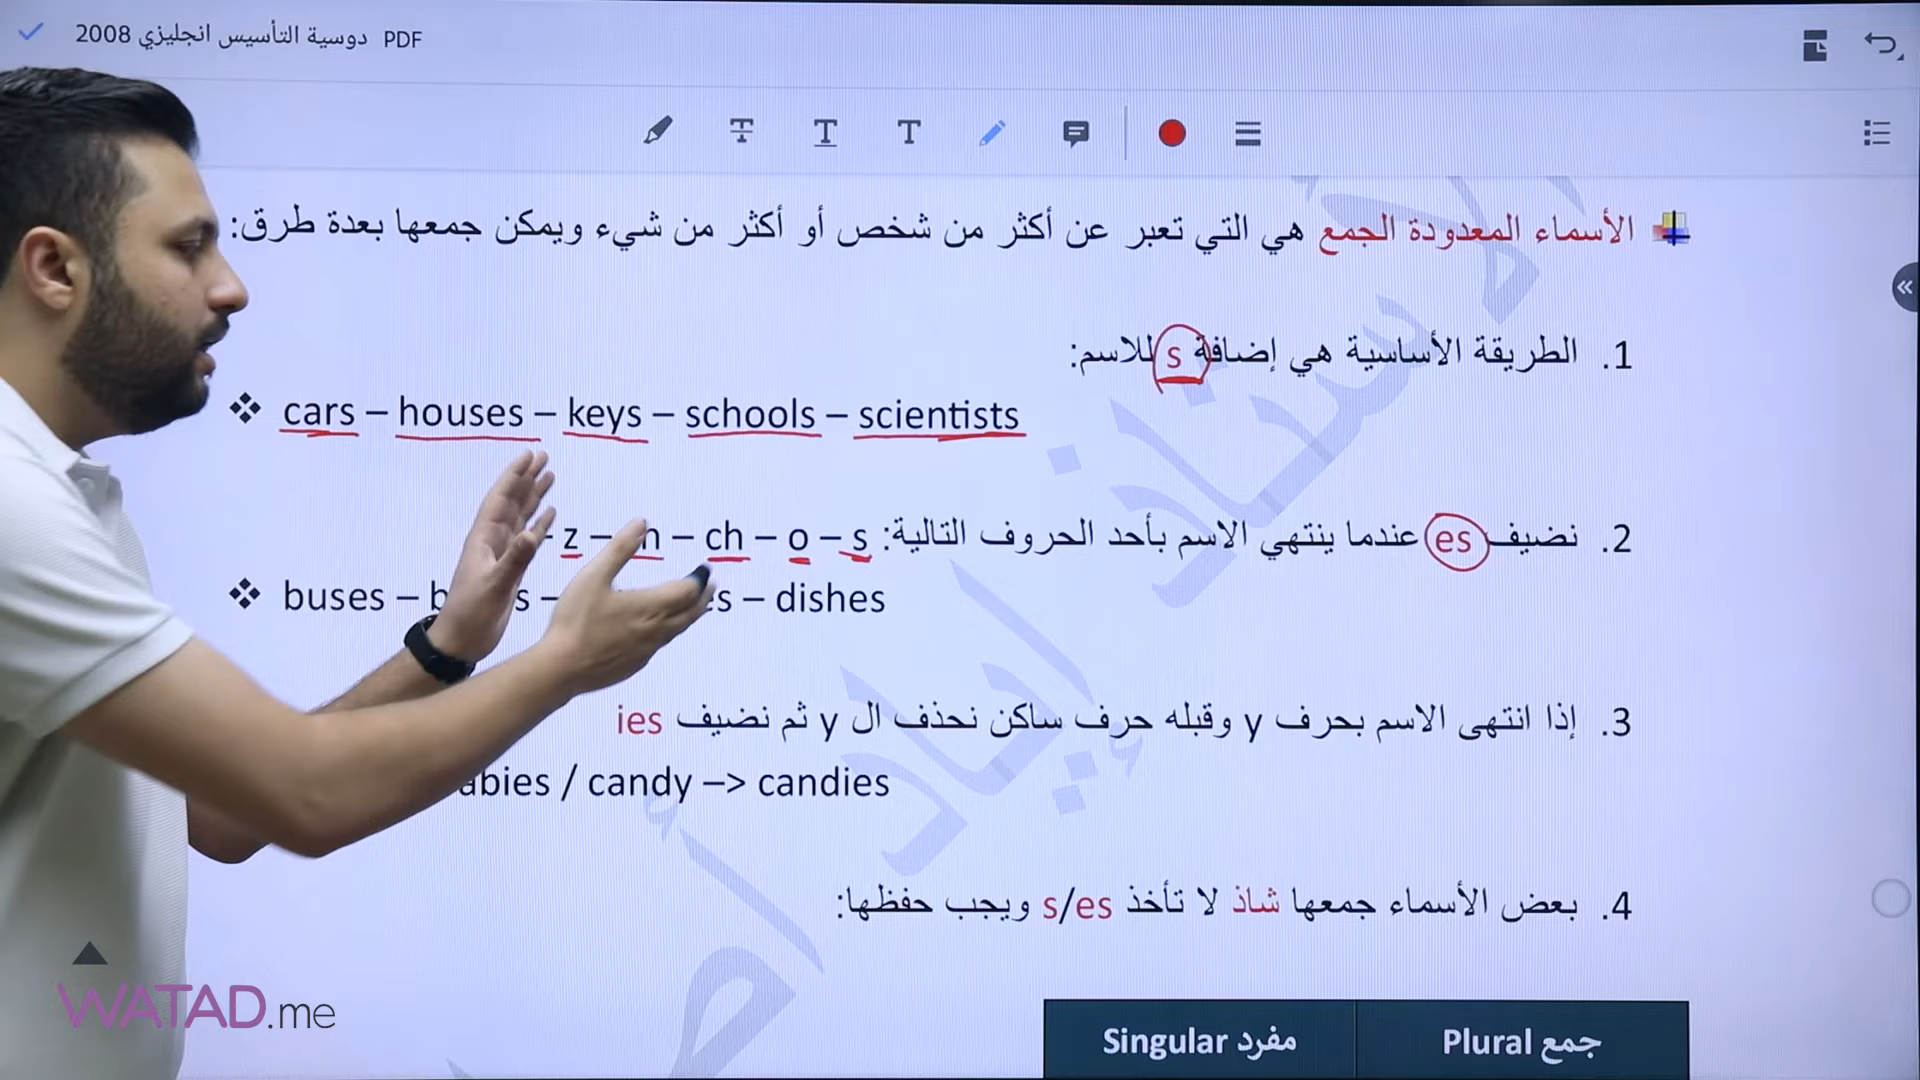 دوسية التأسيس انجليزي 2008 PDF
الأسماء المعدودة الجمع هي التي تعبر عن أكثر من شخص أو أكثر من شيء ويمكن جمعها بعدة طرق:
1. الطريقة الأساسية هي إضافة s للاسم:
cars – houses – keys – schools – scientists
2. نضيف es عندما ينتهي الاسم بأحد الحروف التالية: s – o – ch – z
buses – dishes
3. إذا انتهى الاسم بحرف y وقبله حرف ساكن نحذف ال y ثم نضيف ies
/ candy –> candies
4. بعض الأسماء جمعها شاذ لا تأخذ s/es ويجب حفظها:
Singular مفرد
Plural جمع
WATAD.me